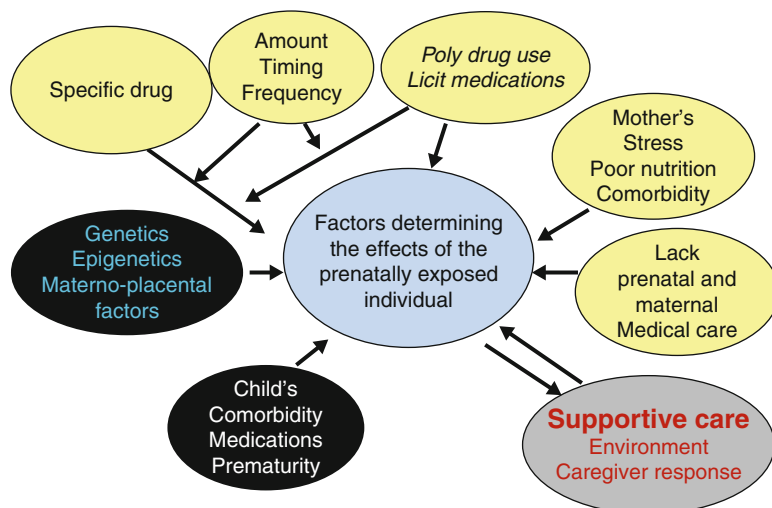 Specific drug
Amount
Timing
Frequency
Poly drug use
Licit medications
Mother's
Stress
Poor nutrition
Comorbidity
Factors determining
the effects of the
prenatally exposed
individual
Genetics
Epigenetics
Materno-placental
factors
Lack
prenatal and
maternal
Medical care
Child's
Comorbidity
Medications
Prematurity
Supportive care
Environment
Caregiver response